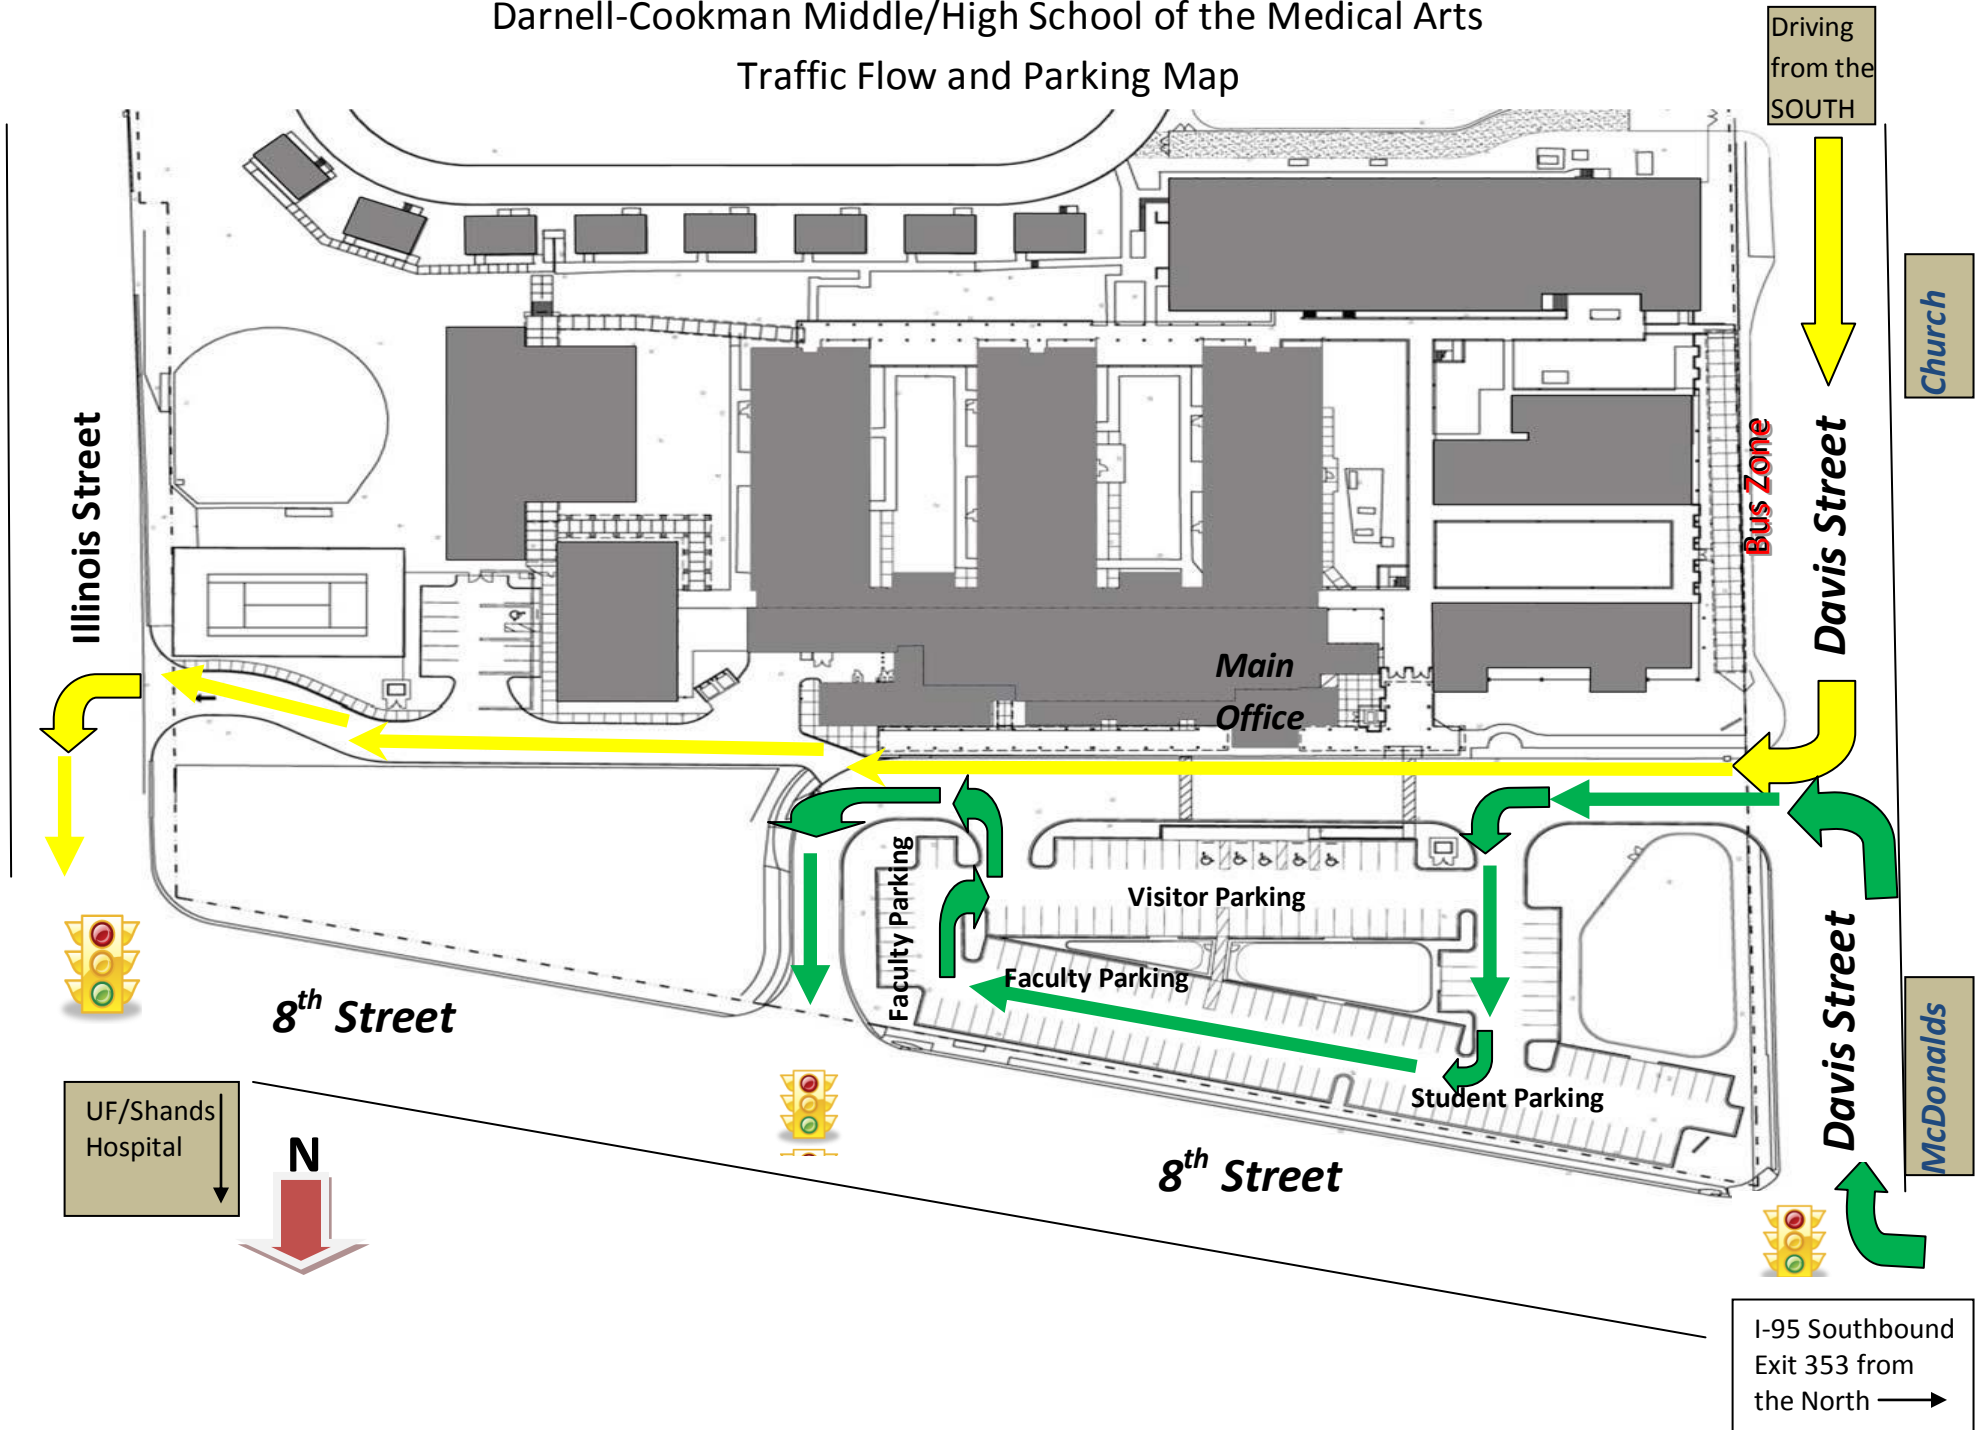 Darnell-Cookman Middle/High School of the Medical Arts
Traffic Flow and Parking Map
Driving
from the
SOUTH
Church
Illinois Street
Bus Zone
Davis Street
Main
Office
Faculty Parking
Visitor Parking
Faculty Parking
Student Parking
Davis Street
McDonalds
8th Street
8th Street
UF/Shands
Hospital
N
I-95 Southbound
Exit 353 from
the North